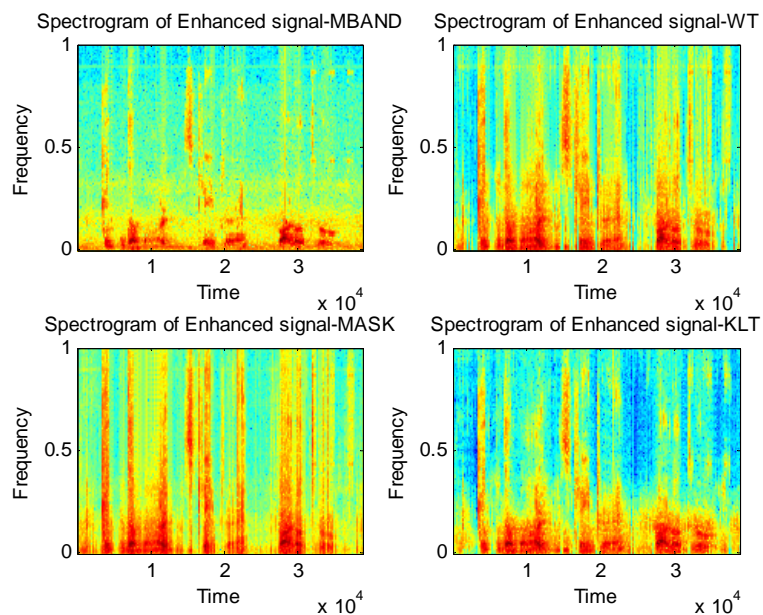 Spectrogram of Enhanced signal-MBAND
1
0.5
0
Frequency
1 2 3
Time
x 10^4
Spectrogram of Enhanced signal-WT
1
0.5
0
Frequency
1 2 3
Time
x 10^4
Spectrogram of Enhanced signal-MASK
1
0.5
0
Frequency
1 2 3
Time
x 10^4
Spectrogram of Enhanced signal-KLT
1
0.5
0
Frequency
1 2 3
Time
x 10^4